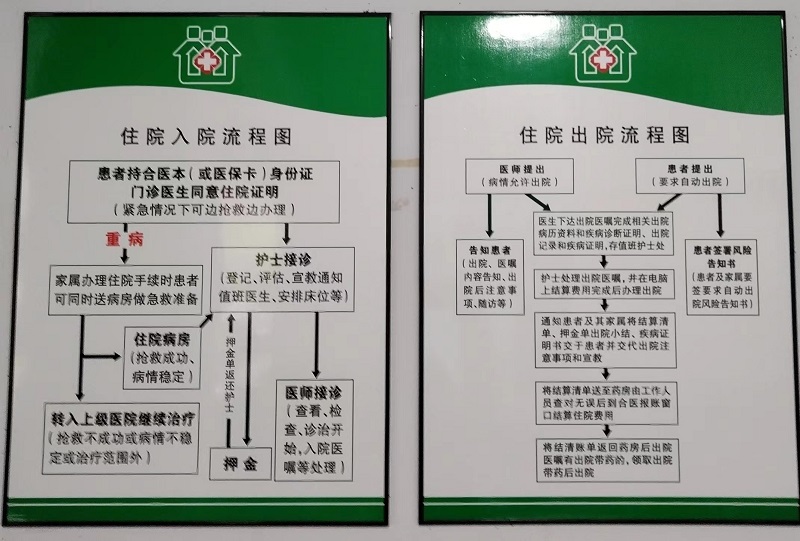 住院入院流程图
患者持合医本(或医保卡)身份证
门诊医生同意住院证明
(紧急情况下可边抢救边办理)
重病
家属办理住院手续时患者
可同时送病房做急救准备
护士接诊
(登记、评估、宣教通知
值班医生、安排床位等)
住院病房
(抢救成功、
病情稳定)
押金单返还护士
转入上级医院继续治疗
(抢救不成功或病情不稳
定或治疗范围外)
押金
医师接诊
(查看、检
查、诊治开
始,入院医
嘱等处理)
住院出院流程图
医师提出
(病情允许出院)
患者提出
(要求自动出院)
医生下达出院医嘱完成相关出院
病历资料和疾病诊断证明、出院
记录和疾病证明,存值班护士处
告知患者
(出院、医嘱
内容告知、出
院后注意事
项、随访等)
患者签署风险
告知书
(患者及家属要
签要求自动出
院风险告知书)
护士处理出院医嘱,并在电脑
上结算费用完成后办理出院
通知患者及其家属将结算清
单、押金单出院小结、疾病证
明书交于患者并交代出院注
意事项和宣教
将结算清单送至药房由工作人
员查对无误后到合医报账窗
口结算住院费用
将结清账单返回药房后出院
医嘱有出院带药的,领取出院
带药后出院